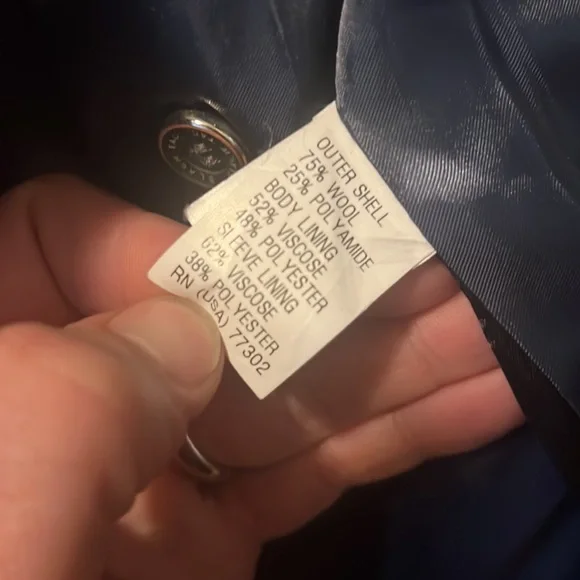 OUTER SHELL
75% WOOL
25% POLYAMIDE
BODY LINING
52% VISCOSE
48% POLYESTER
SLEEVE LINING
62% VISCOSE
38% POLYESTER
RN (USA) 77302